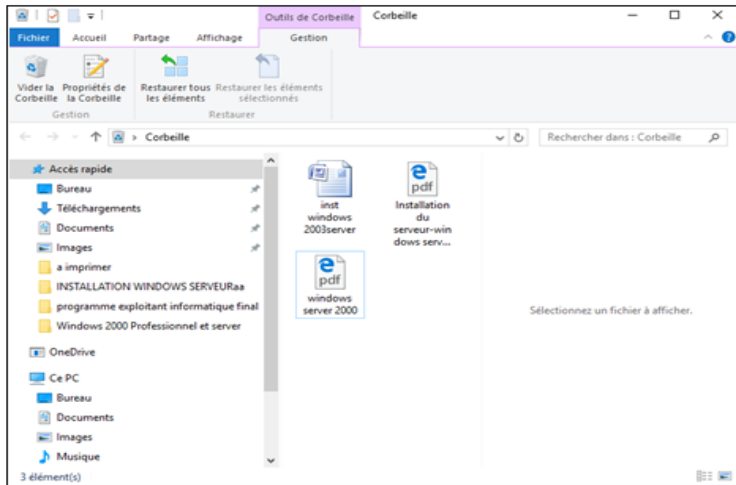 Outils de Corbeille Corbeille
Fichier Accueil Partage Affichage Gestion
Vider la Corbeille
Propriétés de la Corbeille
Restaurer tous les éléments
Restaurer les éléments sélectionnés
Gestion Restaurer
Corbeille
Rechercher dans : Corbeille
Accès rapide
Bureau
Téléchargements
Documents
Images
a imprimer
INSTALLATION WINDOWS SERVEURaa
programme exploitant informatique final
Windows 2000 Professionnel et server
OneDrive
Ce PC
Bureau
Documents
Images
Musique
inst
windows
2003server
pdf
Installation
du
serveur-win
dows serv...
pdf
windows
server 2000
Sélectionnez un fichier à afficher.
3 élément(s)